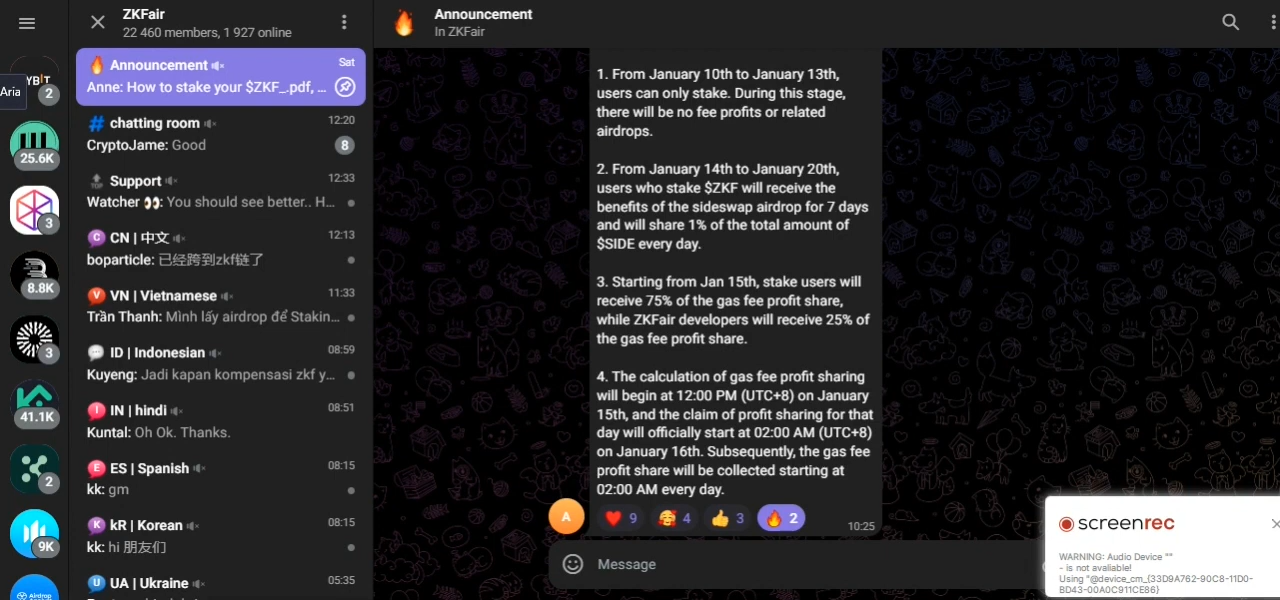 ZKFair
22 460 members, 1 927 online
Announcement
In ZKFair
YBIT
2
Aria
25.6K
3
8.8K
3
41.1K
2
9K
Airdrop
Announcement
Sat
Anne: How to stake your $ZKF_.pdf, ...
# chatting room
12:20
CryptoJame: Good
8
Support
12:33
Watcher 👀: You should see better.. H...
C
CN | 中文
12:13
boparticle: 已经跨到zkf链了
V
VN | Vietnamese
11:33
Trần Thanh: Mình lấy airdrop để Stakin...
ID | Indonesian
08:59
Kuyeng: Jadi kapan kompensasi zkf y...
I
IN | hindi
08:51
Kuntal: Oh Ok. Thanks.
E
ES | Spanish
08:15
kk: gm
K
kR | Korean
08:15
kk: hi 朋友们
U
UA | Ukraine
05:35
1. From January 10th to January 13th,
users can only stake. During this stage,
there will be no fee profits or related
airdrops.
2. From January 14th to January 20th,
users who stake $ZKF will receive the
benefits of the sideswap airdrop for 7 days
and will share 1% of the total amount of
$SIDE every day.
3. Starting from Jan 15th, stake users will
receive 75% of the gas fee profit share,
while ZKFair developers will receive 25% of
the gas fee profit share.
4. The calculation of gas fee profit sharing
will begin at 12:00 PM (UTC+8) on January
15th, and the claim of profit sharing for that
day will officially start at 02:00 AM (UTC+8)
on January 16th. Subsequently, the gas fee
profit share will be collected starting at
02:00 AM every day.
A
❤️ 9 🥰 4 👍 3 🔥 2
10:25
Message
screenrec
WARNING: Audio Device ""
- is not avaliable!
Using "@device_cm_{33D9A762-90C8-11D0-
BD43-00A0C911CE86}